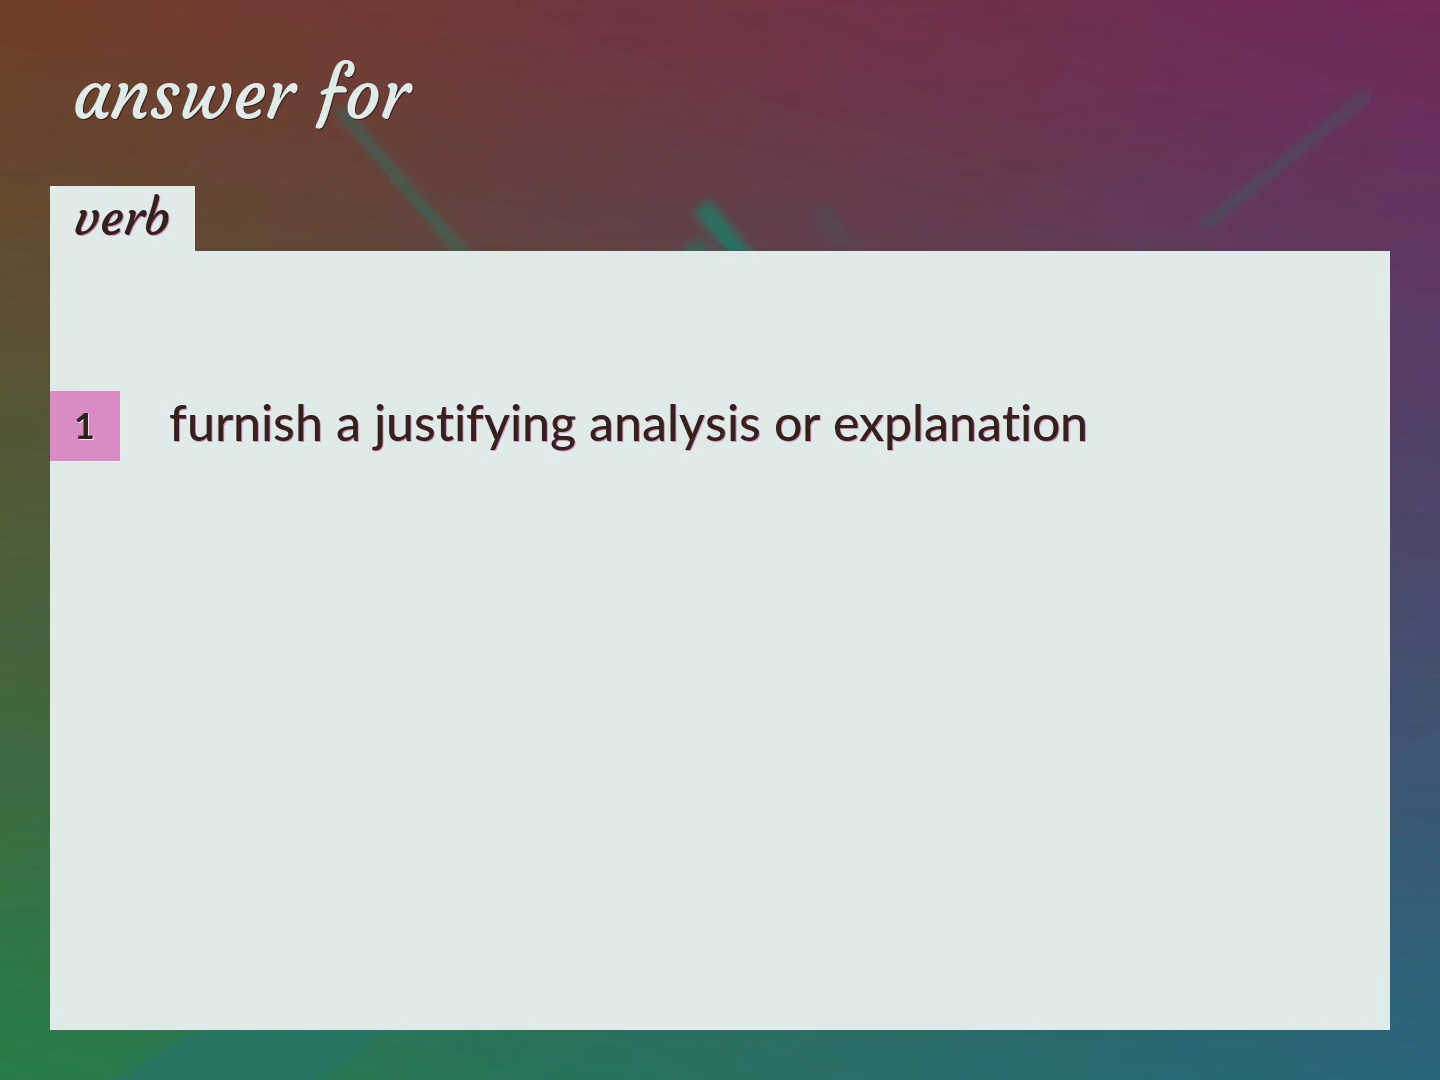 answer for
verb
1 furnish a justifying analysis or explanation